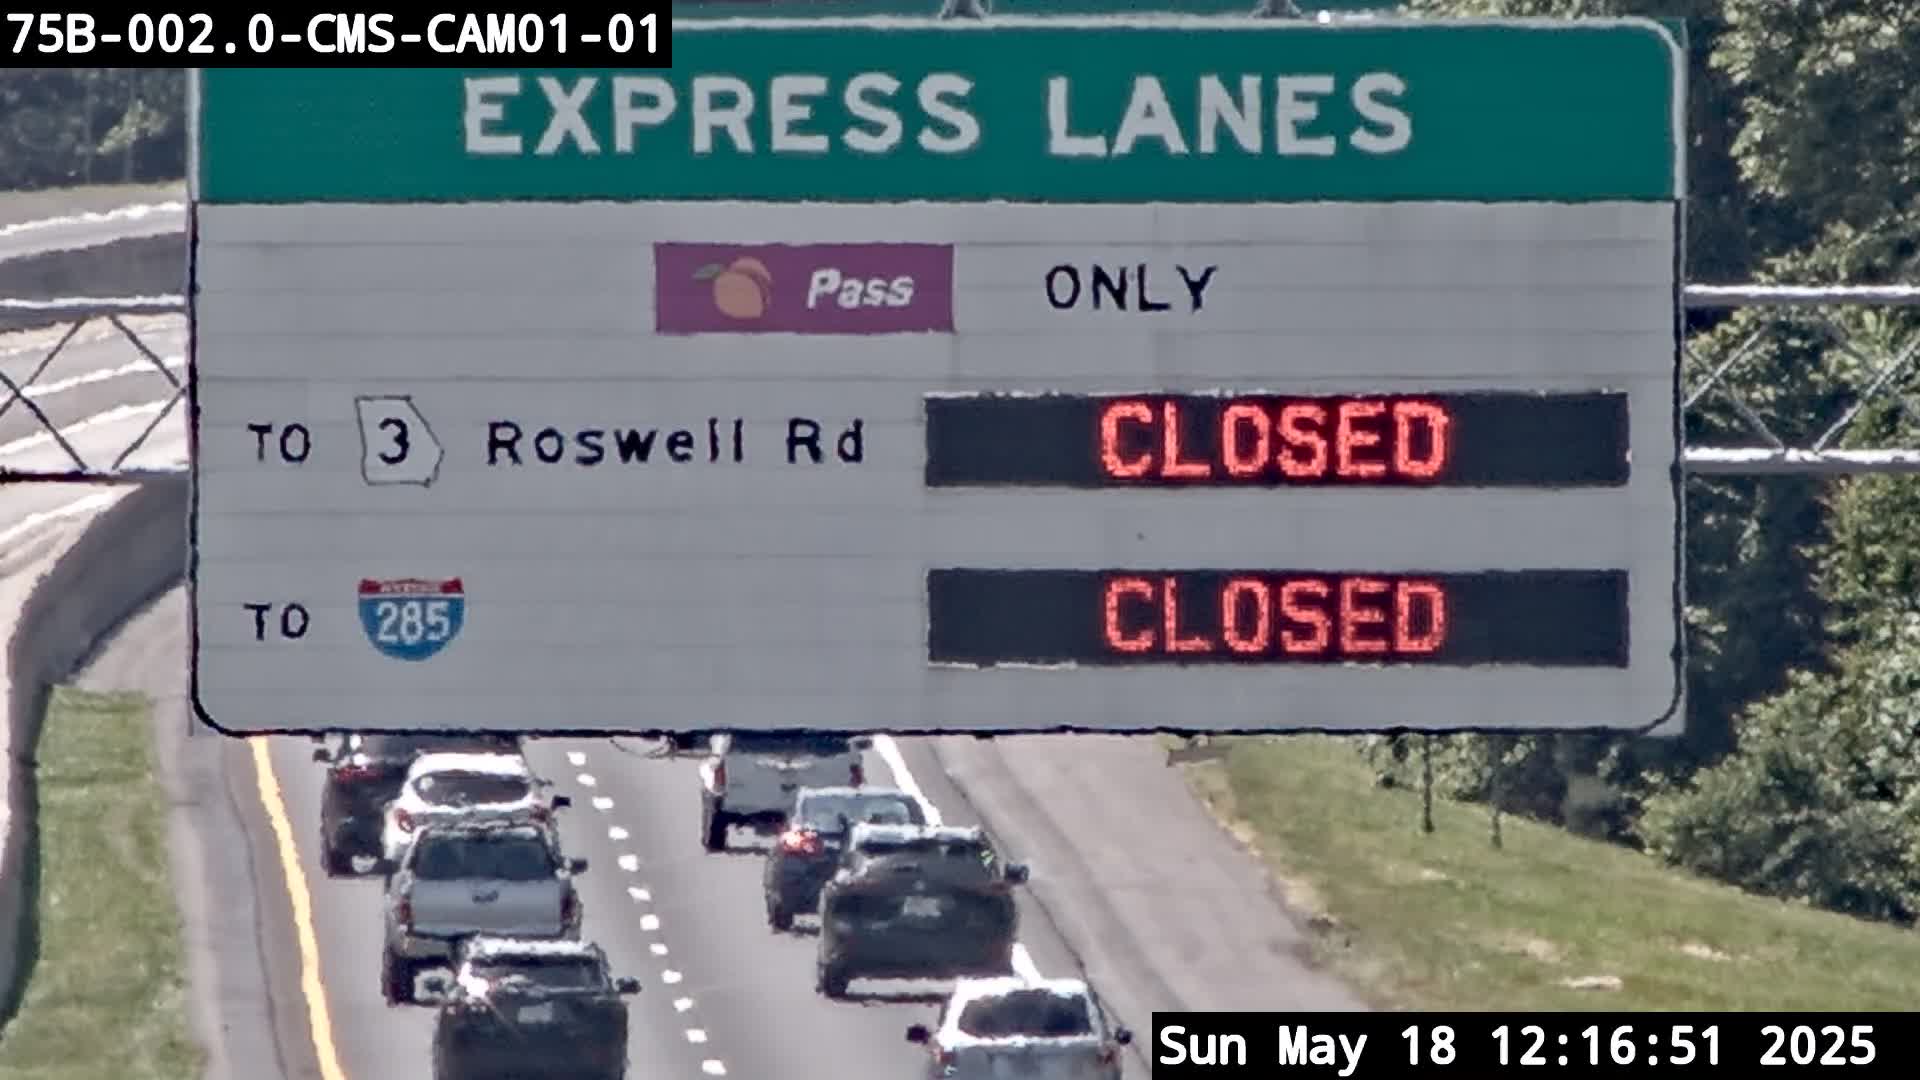 75B-002.0-CMS-CAM01-01
EXPRESS LANES
Pass ONLY
TO 3 Roswell Rd CLOSED
TO 285 CLOSED
Sun May 18 12:16:51 2025